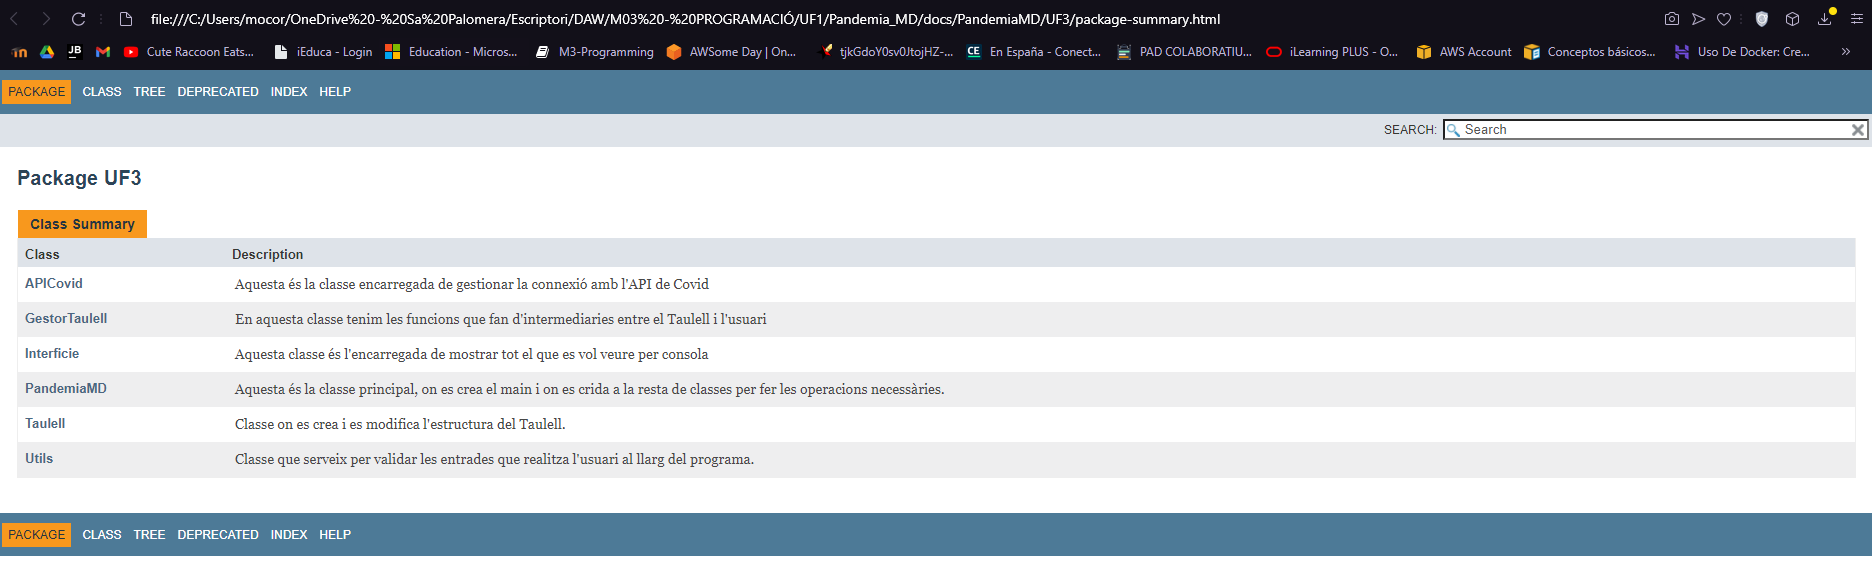 file:///C:/Users/mocor/OneDrive%20-%20Sa%20Palomera/Escriptori/DAW/M03%20-%20PROGRAMACIÓ/UF1/Pandemia_MD/docs/PandemiaMD/UF3/package-summary.html
Cute Raccoon Eats... iEduca - Login Education - Micros... M3-Programming AWSome Day | On... tjkGdoY0sv0JtojHZ-... En España - Conect... PAD COLABORATIU... iLearning PLUS - O... AWS Account Conceptos básicos... Uso De Docker: Cre... »
PACKAGE CLASS TREE DEPRECATED INDEX HELP
SEARCH: Search
Package UF3
Class Summary
Class Description
APICovid Aquesta és la classe encarregada de gestionar la connexió amb l'API de Covid
GestorTaulell En aquesta classe tenim les funcions que fan d'intermediaries entre el Taulell i l'usuari
Interficie Aquesta classe és l'encarregada de mostrar tot el que es vol veure per consola
PandemiaMD Aquesta és la classe principal, on es crea el main i on es crida a la resta de classes per fer les operacions necessàries.
Taulell Classe on es crea i es modifica l'estructura del Taulell.
Utils Classe que serveix per validar les entrades que realitza l'usuari al llarg del programa.
PACKAGE CLASS TREE DEPRECATED INDEX HELP